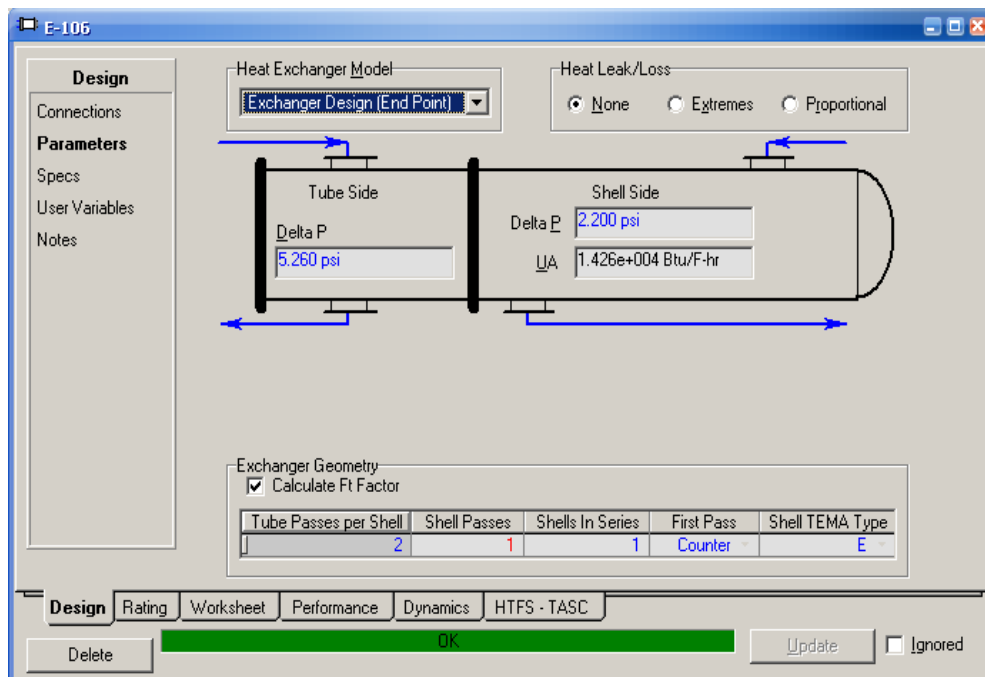 E-106
Design
Connections
Parameters
Specs
User Variables
Notes
Heat Exchanger Model
Exchanger Design (End Point)
Heat Leak/Loss
None Extremes Proportional
Tube Side
Delta P
5.260 psi
Shell Side
Delta P 2.200 psi
UA 1.426e+004 Btu/F-hr
Exchanger Geometry
Calculate Ft Factor
Tube Passes per Shell Shell Passes Shells In Series First Pass Shell TEMA Type
2 1 1 Counter E
Design Rating Worksheet Performance Dynamics HTFS - TASC
Delete OK Update Ignored